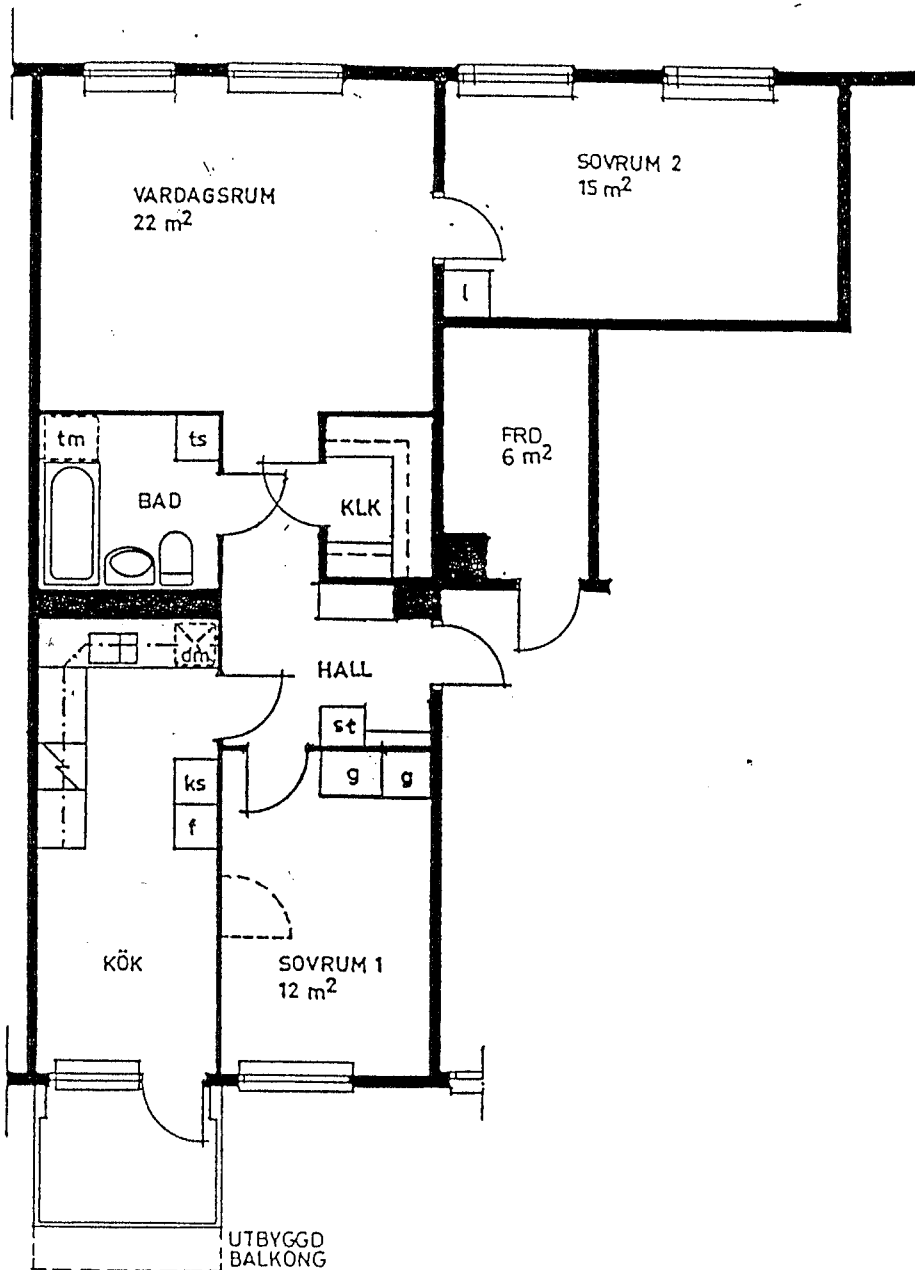 VARDAGSRUM
22 m²
SOVRUM 2
15 m²
l
FRD
6 m²
tm
ts
BAD
KLK
dm
HALL
st
g
g
ks
f
KÖK
SOVRUM 1
12 m²
UTBYGGD
BALKONG